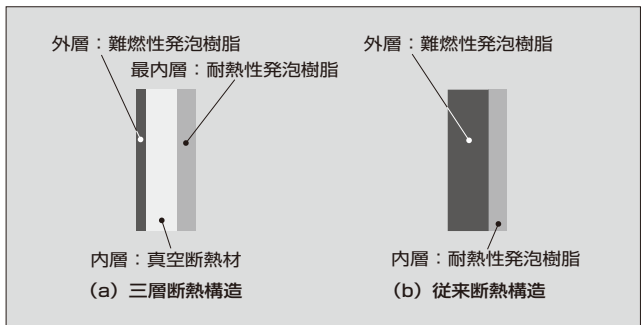 外層：難燃性発泡樹脂
最内層：耐熱性発泡樹脂
内層：真空断熱材
（a）三層断熱構造
外層：難燃性発泡樹脂
内層：耐熱性発泡樹脂
（b）従来断熱構造